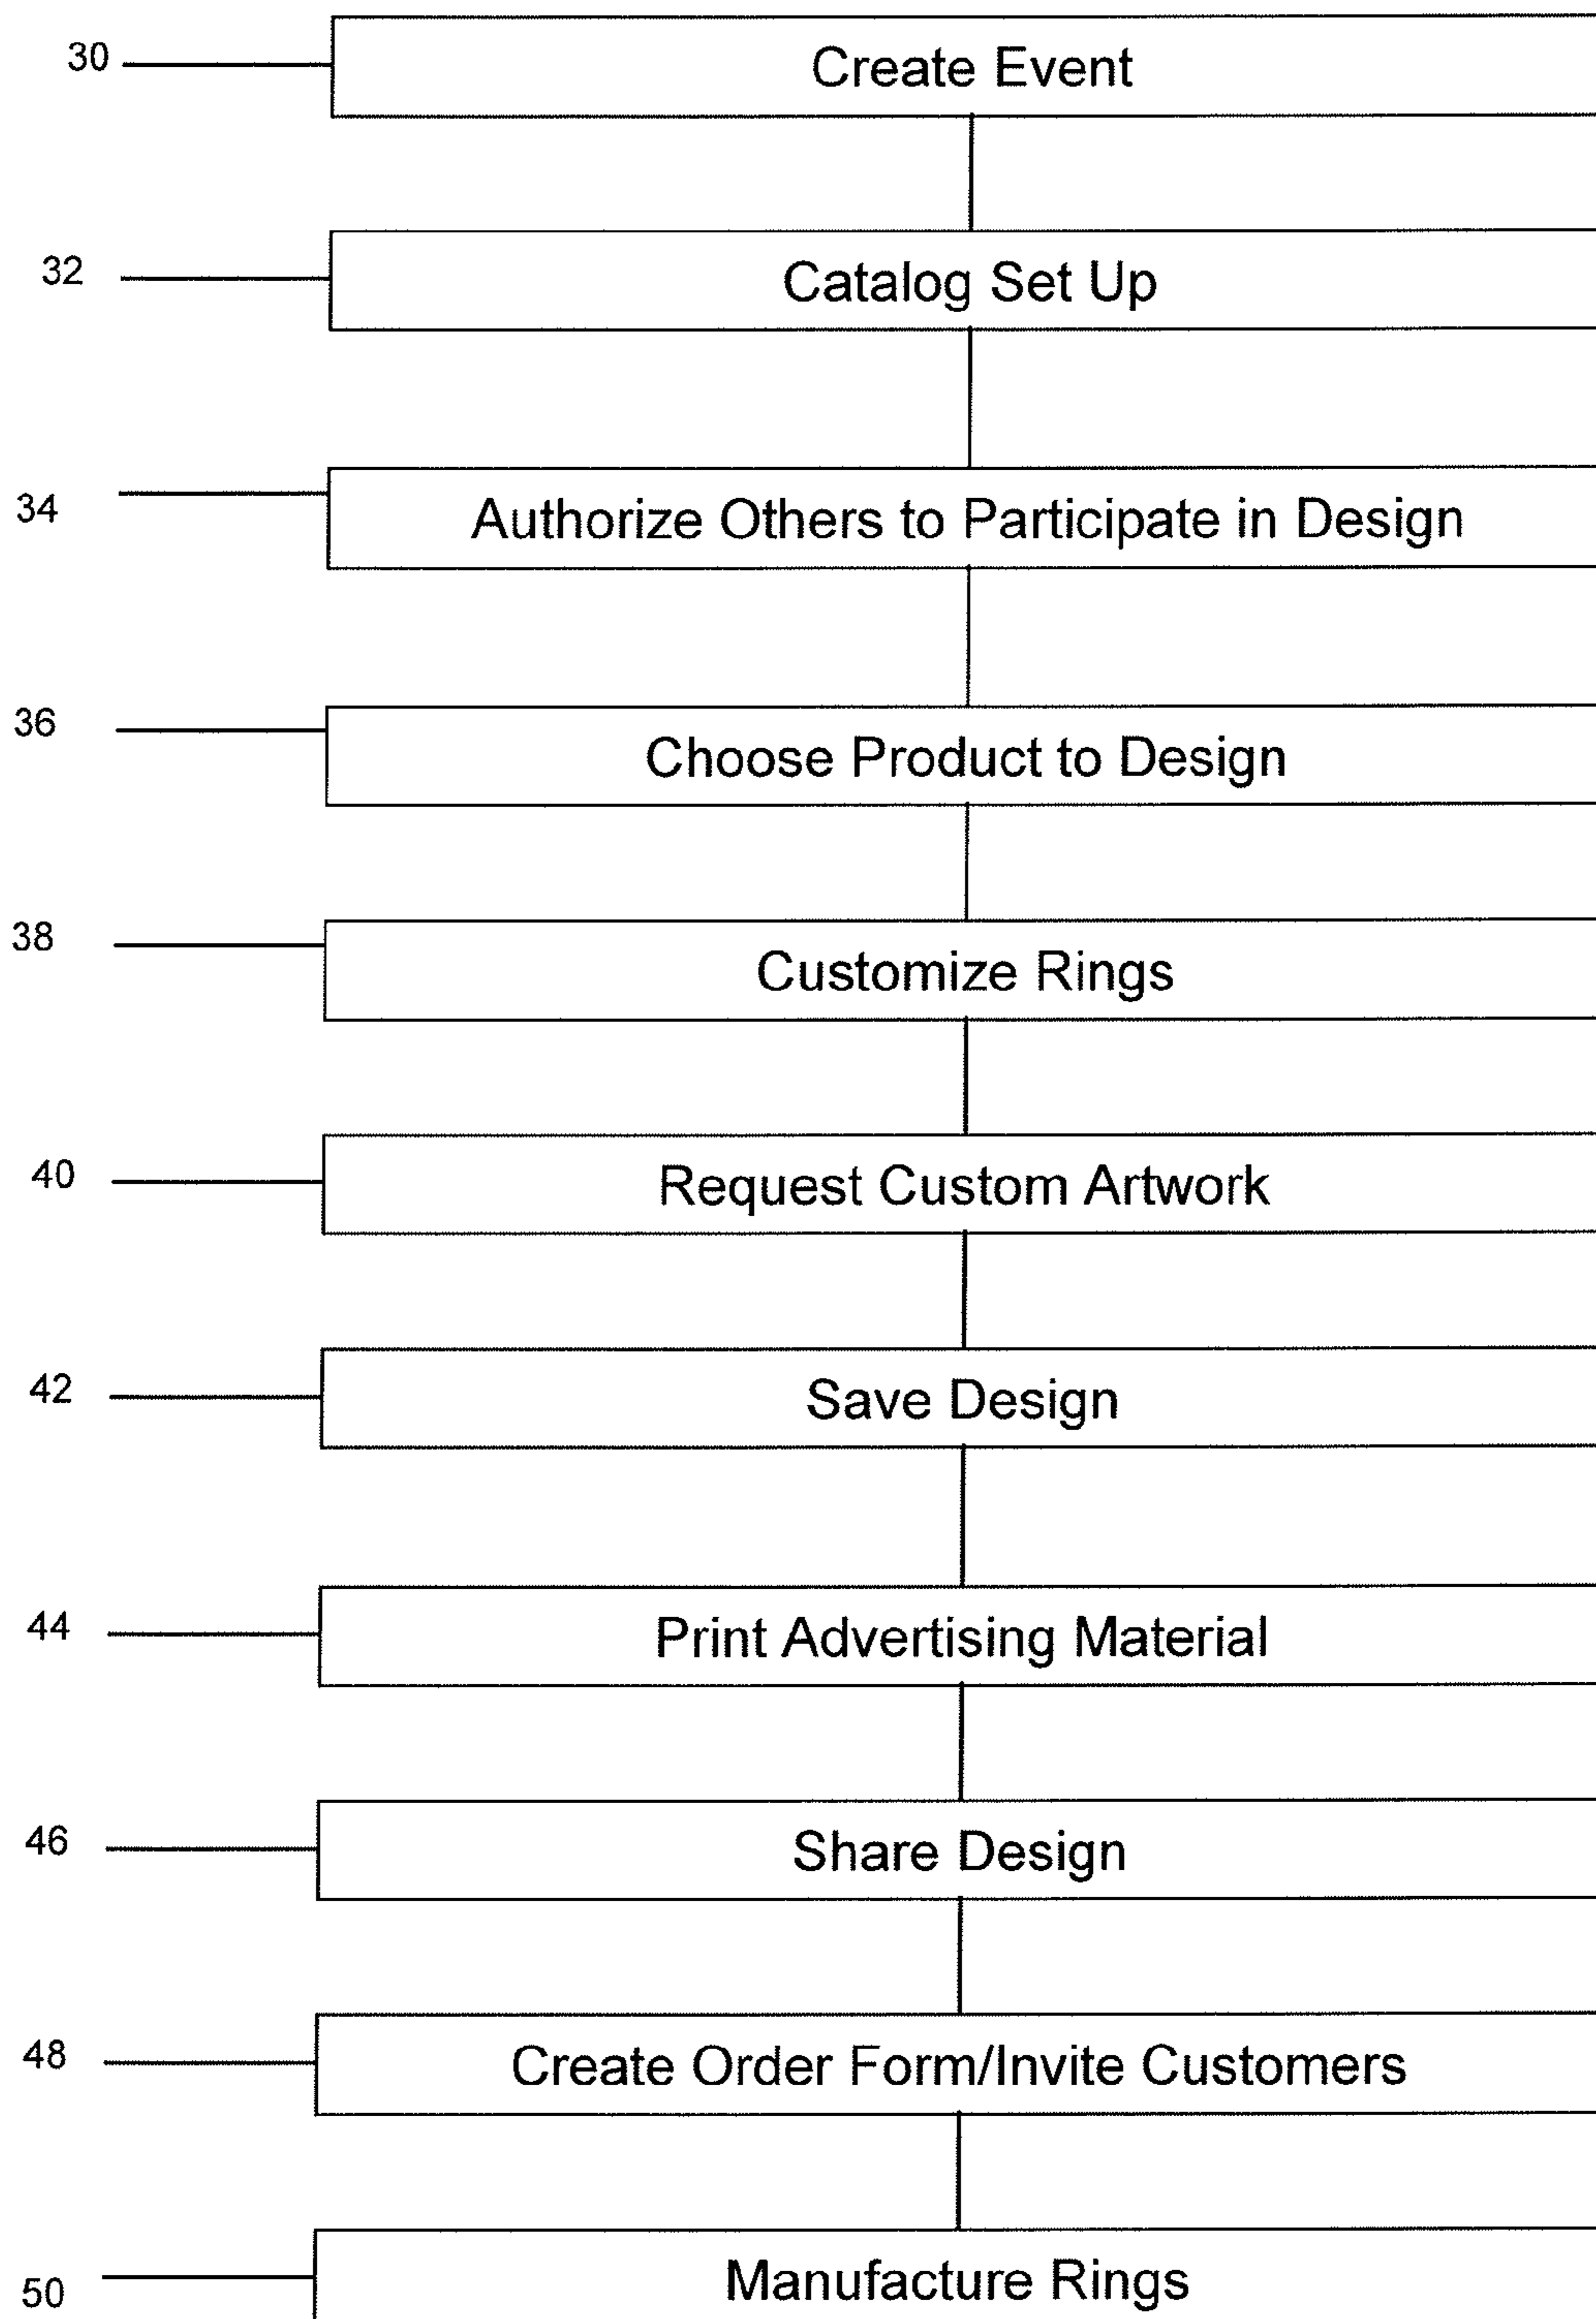 30 Create Event
32 Catalog Set Up
34 Authorize Others to Participate in Design
36 Choose Product to Design
38 Customize Rings
40 Request Custom Artwork
42 Save Design
44 Print Advertising Material
46 Share Design
48 Create Order Form/Invite Customers
50 Manufacture Rings